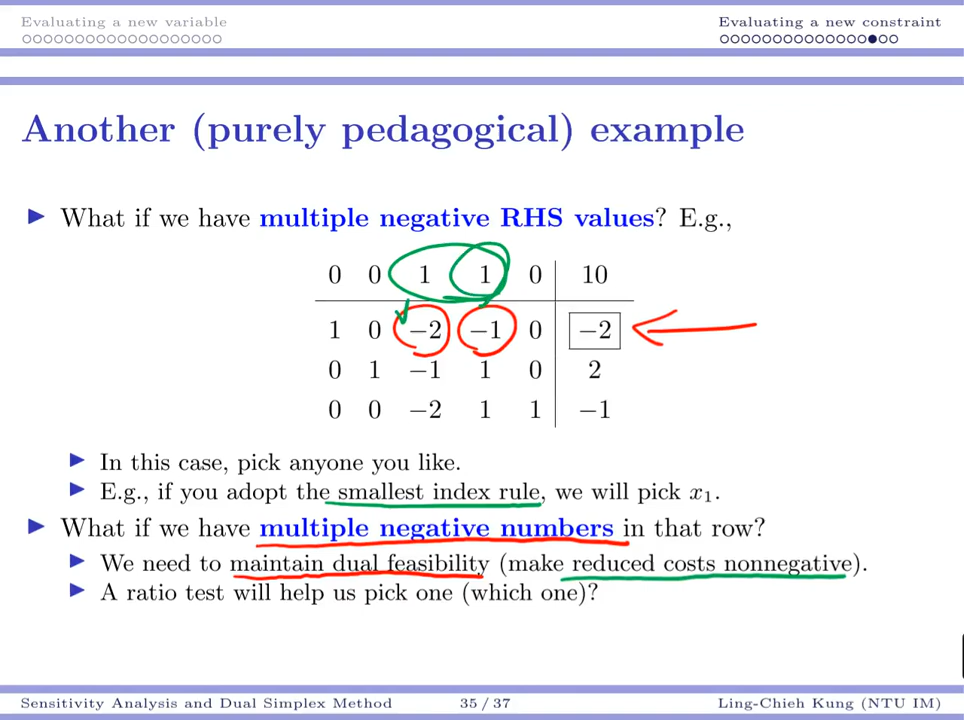 Evaluating a new variable Evaluating a new constraint
Another (purely pedagogical) example
▶ What if we have multiple negative RHS values? E.g.,
0 0 1 1 0 10
1 0 −2 −1 0 −2
0 1 −1 1 0 2
0 0 −2 1 1 −1
▶ In this case, pick anyone you like.
▶ E.g., if you adopt the smallest index rule, we will pick x₁.
▶ What if we have multiple negative numbers in that row?
▶ We need to maintain dual feasibility (make reduced costs nonnegative).
▶ A ratio test will help us pick one (which one)?
Sensitivity Analysis and Dual Simplex Method 35 / 37 Ling-Chieh Kung (NTU IM)